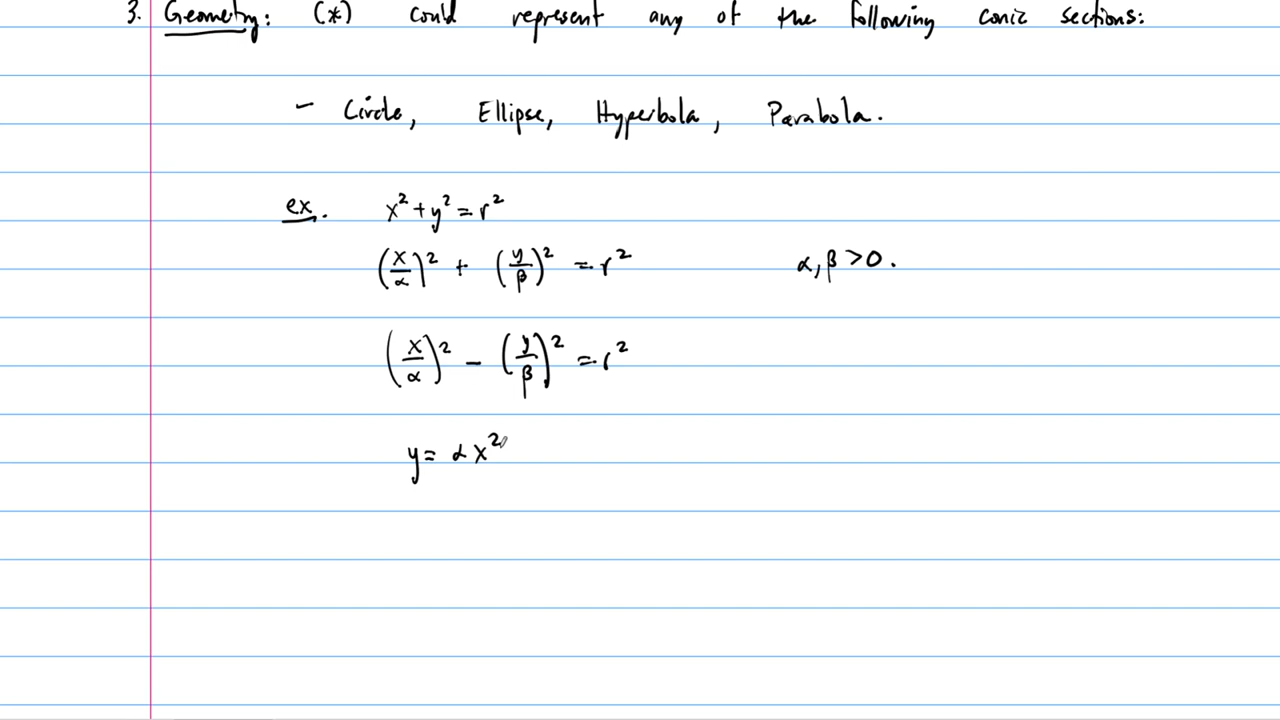 3. Geometry: (*) could represent any of the following conic sections:
- Circle, Ellipse, Hyperbola, Parabola.
ex. x² + y² = r²
(x/α)² + (y/β)² = r² α, β > 0.
(x/α)² - (y/β)² = r²
y = αx²